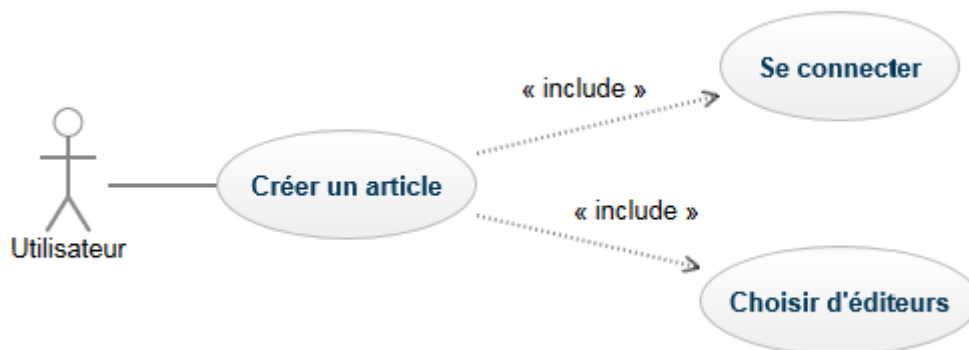 Se connecter
« include »
Créer un article
« include »
Utilisateur
Choisir d'éditeurs